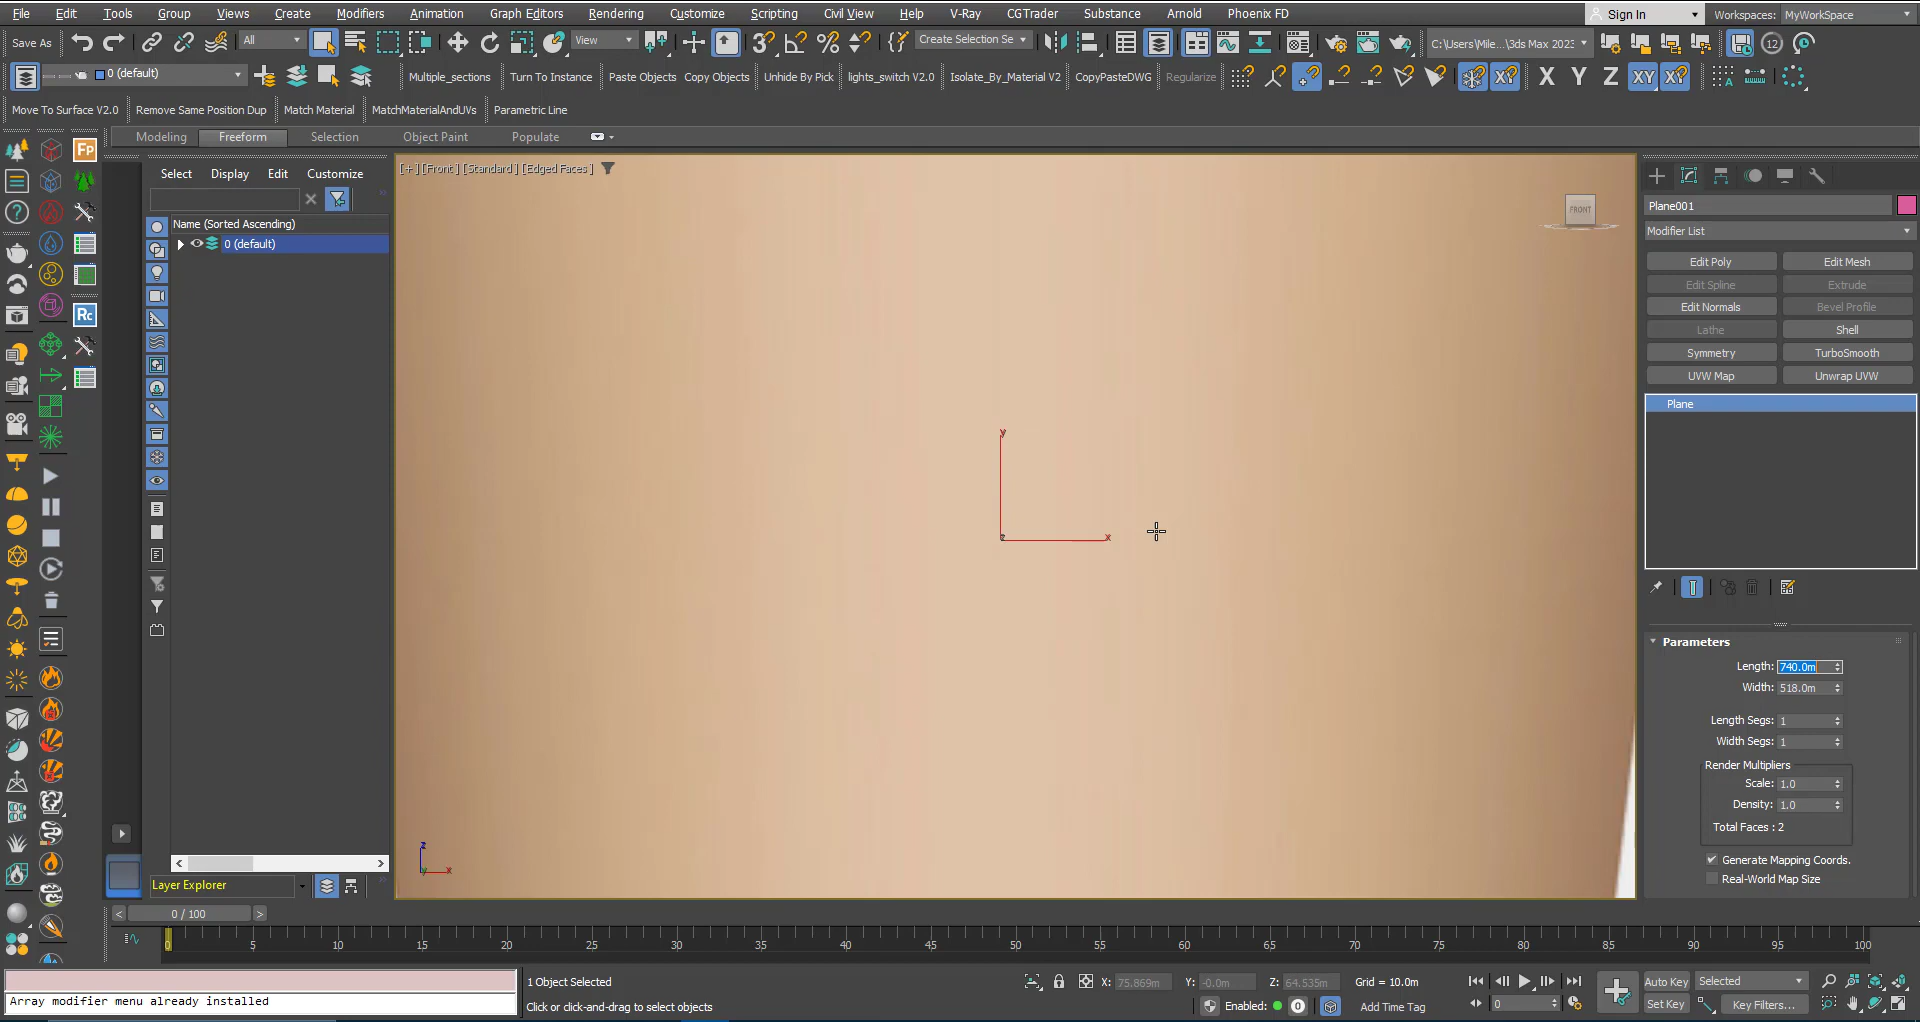 File Edit Tools Group Views Create Modifiers Animation Graph Editors Rendering Customize Scripting Civil View Help V-Ray CGTrader Substance Arnold Phoenix FD Sign In Workspaces: MyWorkSpace
Save As All View Create Selection Se 12 C:\Users\Mile...\3ds Max 2023
0 (default) Multiple_sections Turn To Instance Paste Objects Copy Objects Unhide By Pick lights_switch V2.0 Isolate_By_Material V2 CopyPasteDWG Regularize X Y Z XY XY
Move To Surface V2.0 Remove Same Position Dup Match Material MatchMaterialAndUVs Parametric Line
Modeling Freeform Selection Object Paint Populate
Fp
Rc
Select Display Edit Customize
Name (Sorted Ascending)
0 (default)
Layer Explorer
[+] [Front] [Standard] [Edged Faces]
FRONT
y
z x
z
y x
Plane001
Modifier List
Edit Poly Edit Mesh
Edit Spline Extrude
Edit Normals Bevel Profile
Lathe Shell
Symmetry TurboSmooth
UVW Map Unwrap UVW
Plane
Parameters
Length: 740.0m
Width: 518.0m
Length Segs: 1
Width Segs: 1
Render Multipliers
Scale: 1.0
Density: 1.0
Total Faces : 2
Generate Mapping Coords.
Real-World Map Size
< 0 / 100 >
0 5 10 15 20 25 30 35 40 45 50 55 60 65 70 75 80 85 90 95 100
Array modifier menu already installed
1 Object Selected
Click or click-and-drag to select objects
X: 75.869m Y: -0.0m Z: 64.535m Grid = 10.0m
Enabled: 0 Add Time Tag
0
Auto Key Selected
Set Key Key Filters...